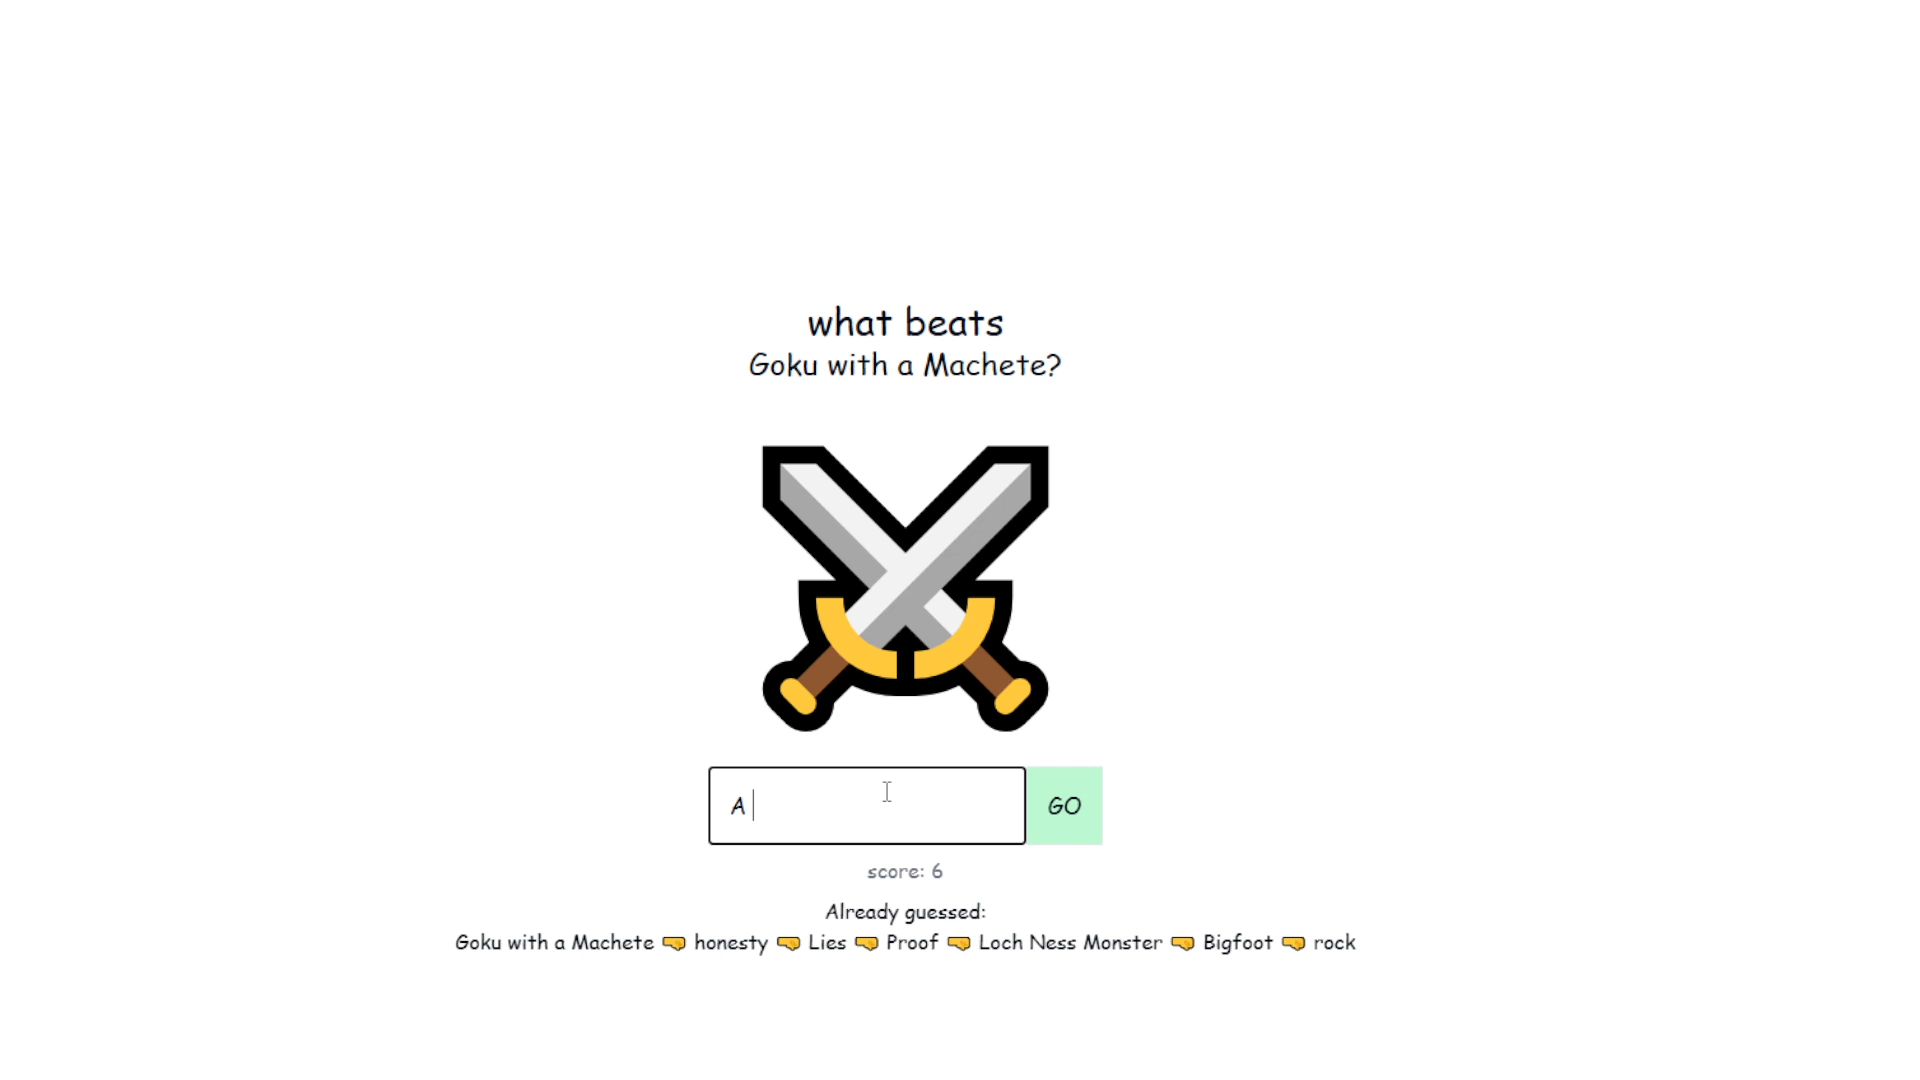 what beats
Goku with a Machete?
A
GO
score: 6
Already guessed:
Goku with a Machete 🤜 honesty 🤜 Lies 🤜 Proof 🤜 Loch Ness Monster 🤜 Bigfoot 🤜 rock